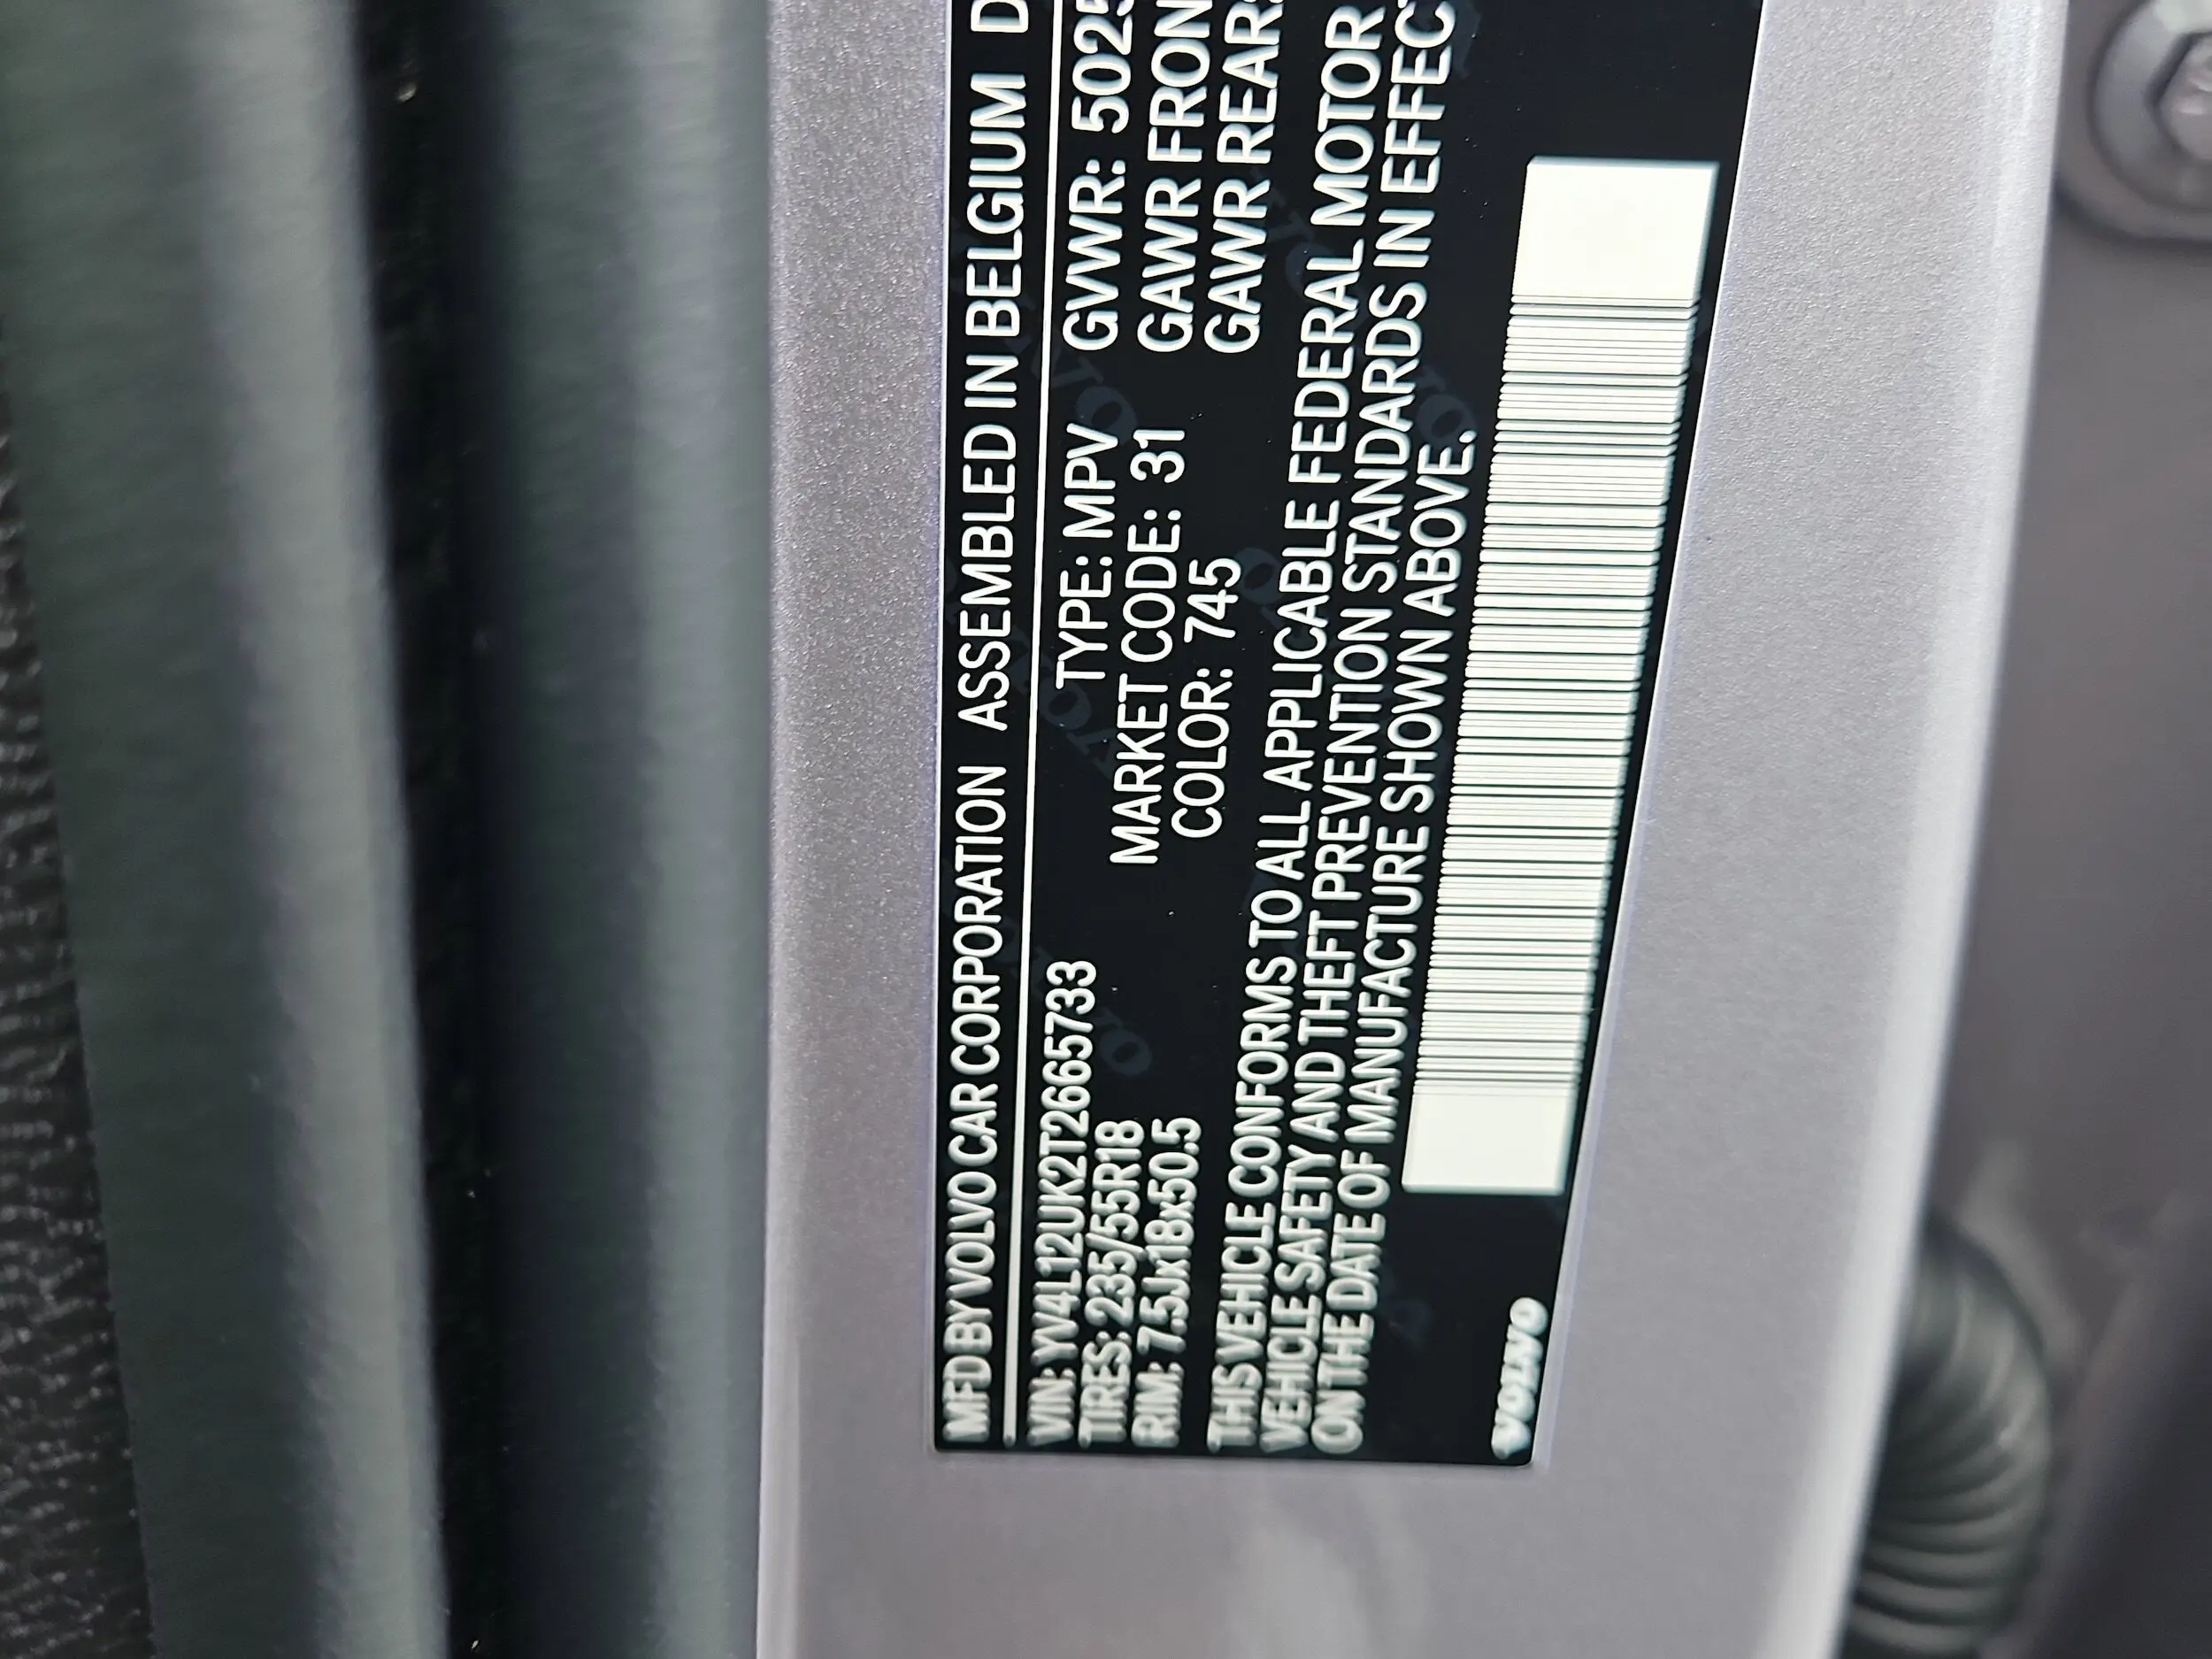 MFD BY VOLVO CAR CORPORATION ASSEMBLED IN BELGIUM D
VIN: YV4L12UK2T2665733 TYPE: MPV GVWR: 5025
TIRES: 235/55R18 MARKET CODE: 31 GAWR FRON
RIM: 7.5Jx18x50.5 COLOR: 745 GAWR REAR:
THIS VEHICLE CONFORMS TO ALL APPLICABLE FEDERAL MOTOR
VEHICLE SAFETY AND THEFT PREVENTION STANDARDS IN EFFECT
ON THE DATE OF MANUFACTURE SHOWN ABOVE.
VOLVO